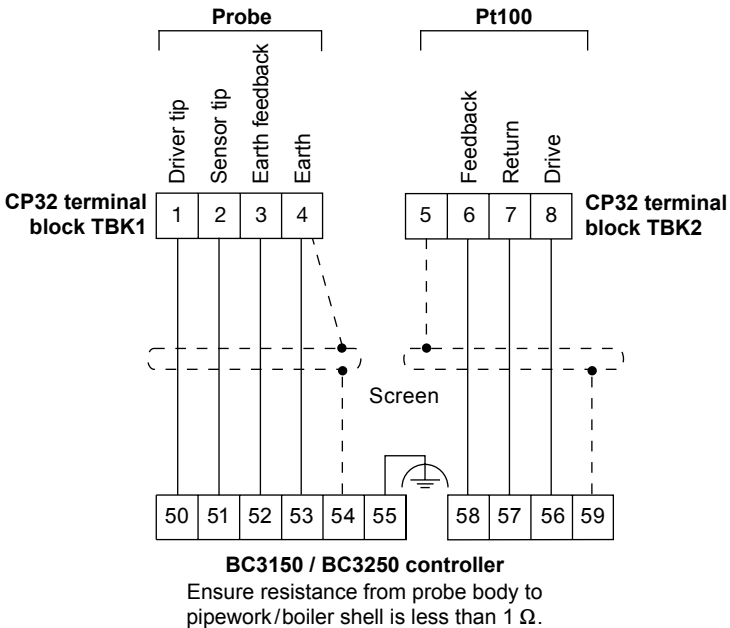 Probe
Pt100
Driver tip
Sensor tip
Earth feedback
Earth
Feedback
Return
Drive
CP32 terminal
block TBK1
1 2 3 4
5 6 7 8
CP32 terminal
block TBK2
Screen
50 51 52 53 54 55
58 57 56 59
BC3150 / BC3250 controller
Ensure resistance from probe body to
pipework/boiler shell is less than 1 Ω.